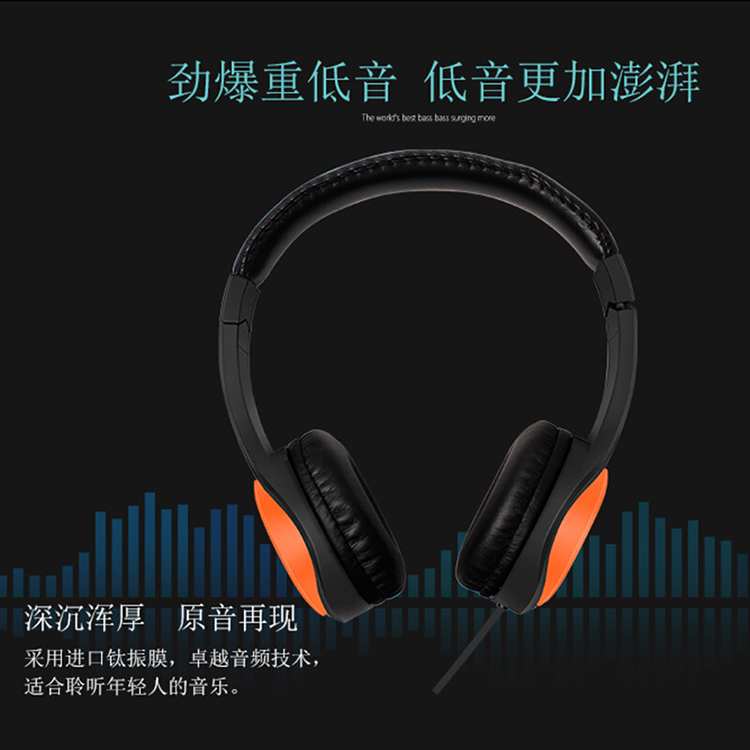 劲爆重低音 低音更加澎湃
The world's best bass bass surging more
深沉浑厚 原音再现
采用进口钛振膜，卓越音频技术，
适合聆听年轻人的音乐。